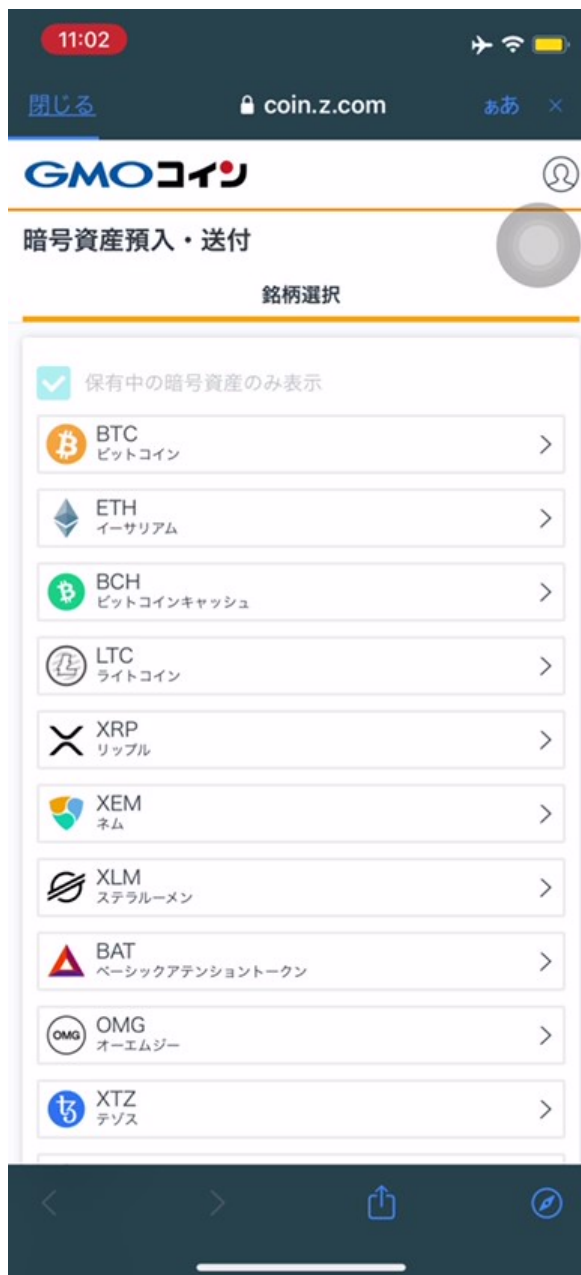 11:02
閉じる
coin.z.com
ぁあ
GMOコイン
暗号資産預入・送付
銘柄選択
保有中の暗号資産のみ表示
BTC
ビットコイン
ETH
イーサリアム
BCH
ビットコインキャッシュ
LTC
ライトコイン
XRP
リップル
XEM
ネム
XLM
ステラルーメン
BAT
ベーシックアテンショントークン
OMG
OMG
オーエムジー
XTZ
テゾス